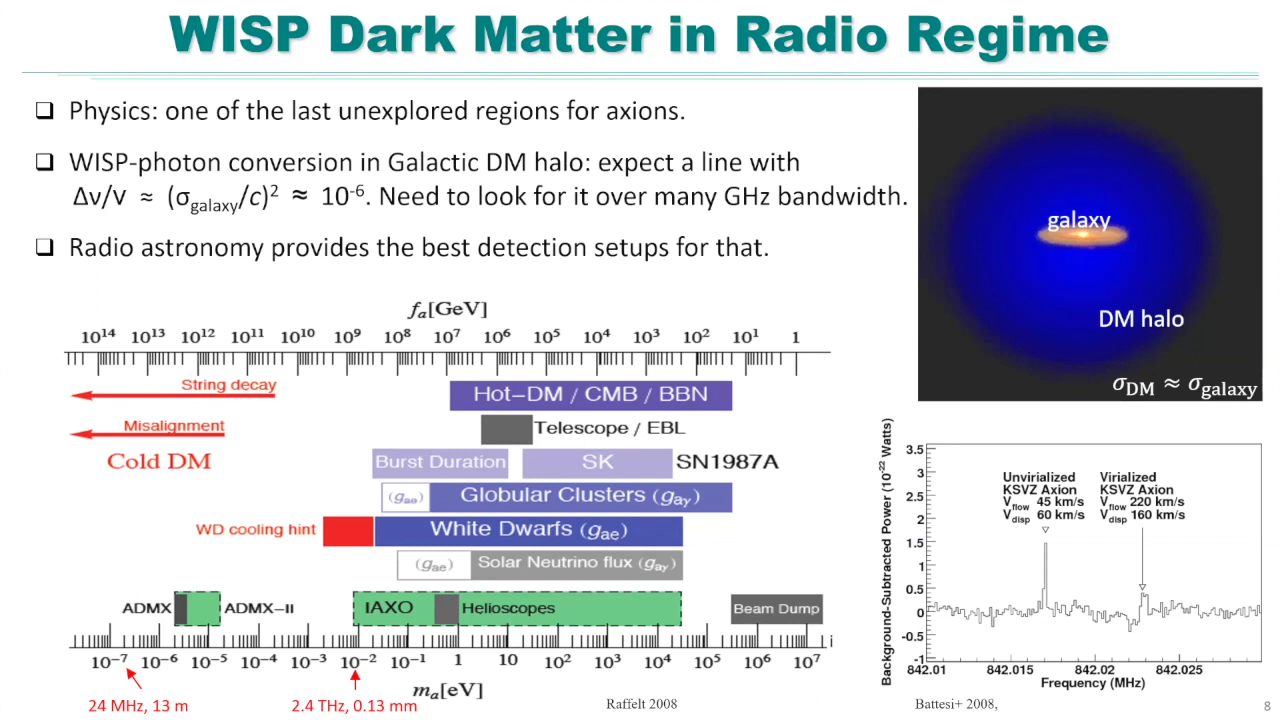 WISP Dark Matter in Radio Regime
❑ Physics: one of the last unexplored regions for axions.
❑ WISP-photon conversion in Galactic DM halo: expect a line with
Δν/ν ≈ (σgalaxy/c)² ≈ 10⁻⁶. Need to look for it over many GHz bandwidth.
❑ Radio astronomy provides the best detection setups for that.
galaxy
DM halo
σDM ≈ σgalaxy
fa[GeV]
10¹⁴ 10¹³ 10¹² 10¹¹ 10¹⁰ 10⁹ 10⁸ 10⁷ 10⁶ 10⁵ 10⁴ 10³ 10² 10¹ 1
String decay
Hot-DM / CMB / BBN
Misalignment
Telescope / EBL
Cold DM
Burst Duration
SK
SN1987A
(gae)
Globular Clusters (gaγ)
WD cooling hint
White Dwarfs (gae)
(gae)
Solar Neutrino flux (gaγ)
ADMX
ADMX-II
IAXO
Helioscopes
Beam Dump
10⁻⁷ 10⁻⁶ 10⁻⁵ 10⁻⁴ 10⁻³ 10⁻² 10⁻¹ 1 10 10² 10³ 10⁴ 10⁵ 10⁶ 10⁷
ma[eV]
24 MHz, 13 m
2.4 THz, 0.13 mm
Raffelt 2008
Background-Subtracted Power (10⁻²² Watts)
3.5
3
2.5
2
1.5
1
0.5
0
-0.5
-1
Unvirialized
KSVZ Axion
Vflow 45 km/s
Vdisp 60 km/s
Virialized
KSVZ Axion
Vflow 220 km/s
Vdisp 160 km/s
842.01 842.015 842.02 842.025
Frequency (MHz)
Battesi+ 2008,
8